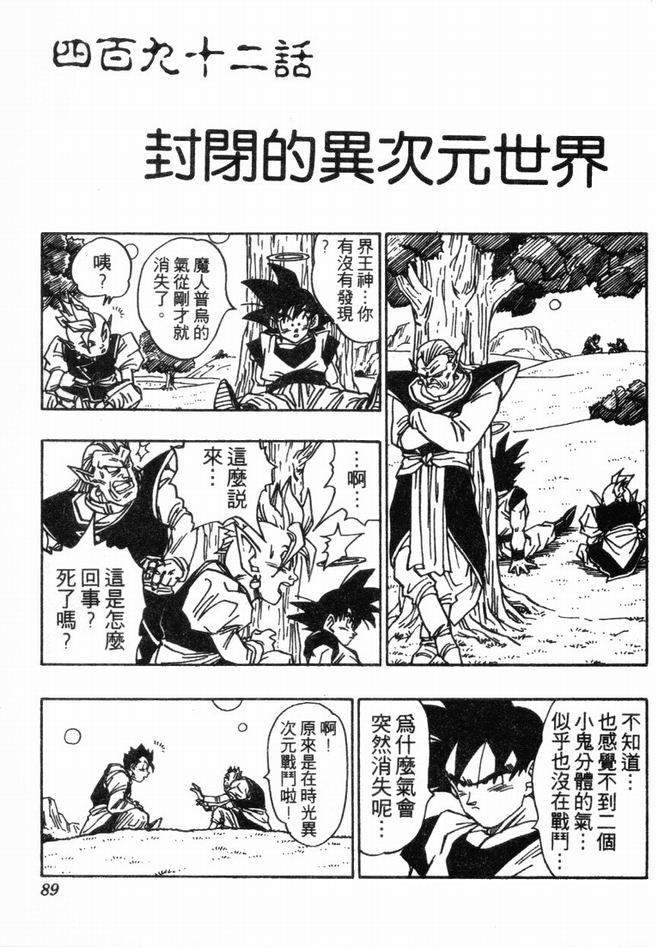 四百九十二話
封閉的異次元世界
界王神…你
有沒有發現
?
魔人普烏的
氣從剛才就
消失了。
咦?
…啊…
這麼說
來…
這是怎麼
回事?
死了嗎?
不知道…
也感覺不到二個
小鬼分體的氣…
似乎也沒在戰鬥…
為什麼氣會
突然消失呢…
啊!
原來是在時光異
次元戰鬥啦!
89